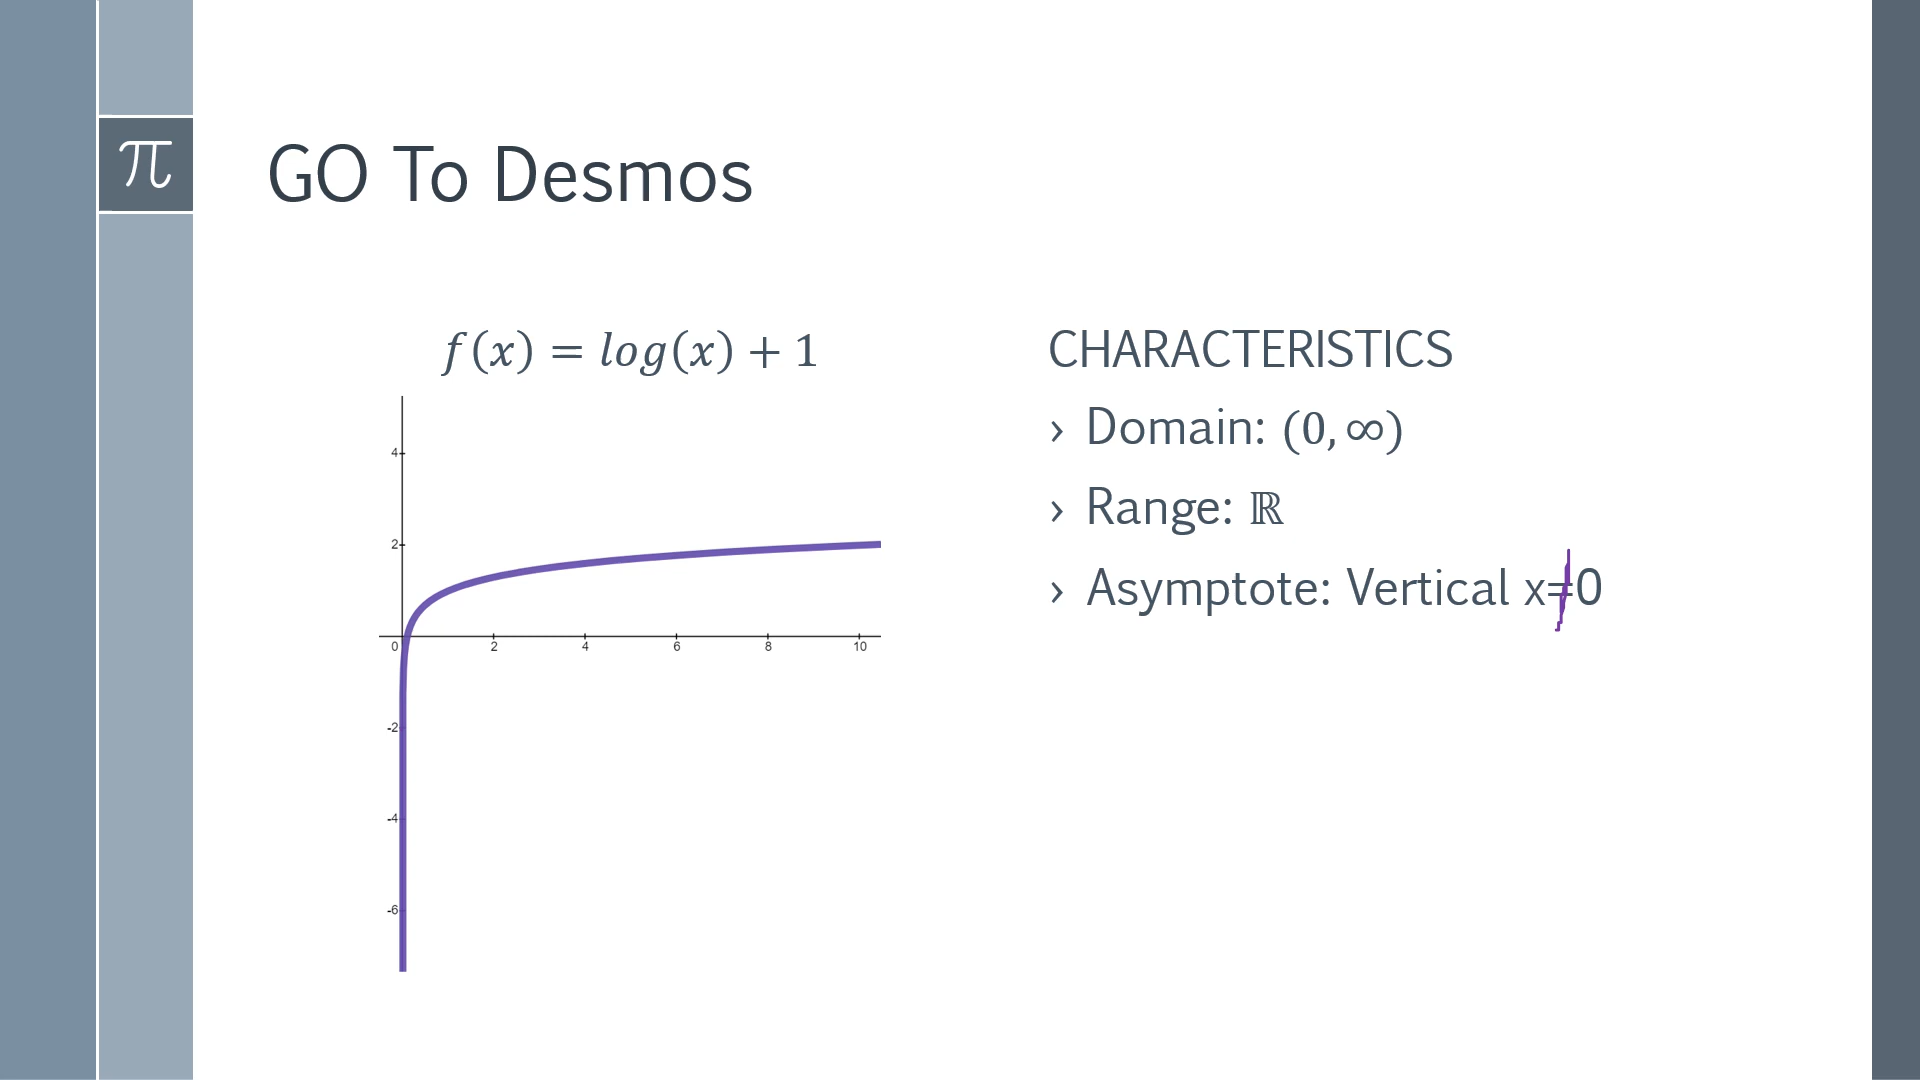 π
GO To Desmos
f(x) = log(x) + 1
4
2
0
2
4
6
8
10
-2
-4
-6
CHARACTERISTICS
› Domain: (0, ∞)
› Range: ℝ
› Asymptote: Vertical x≠0